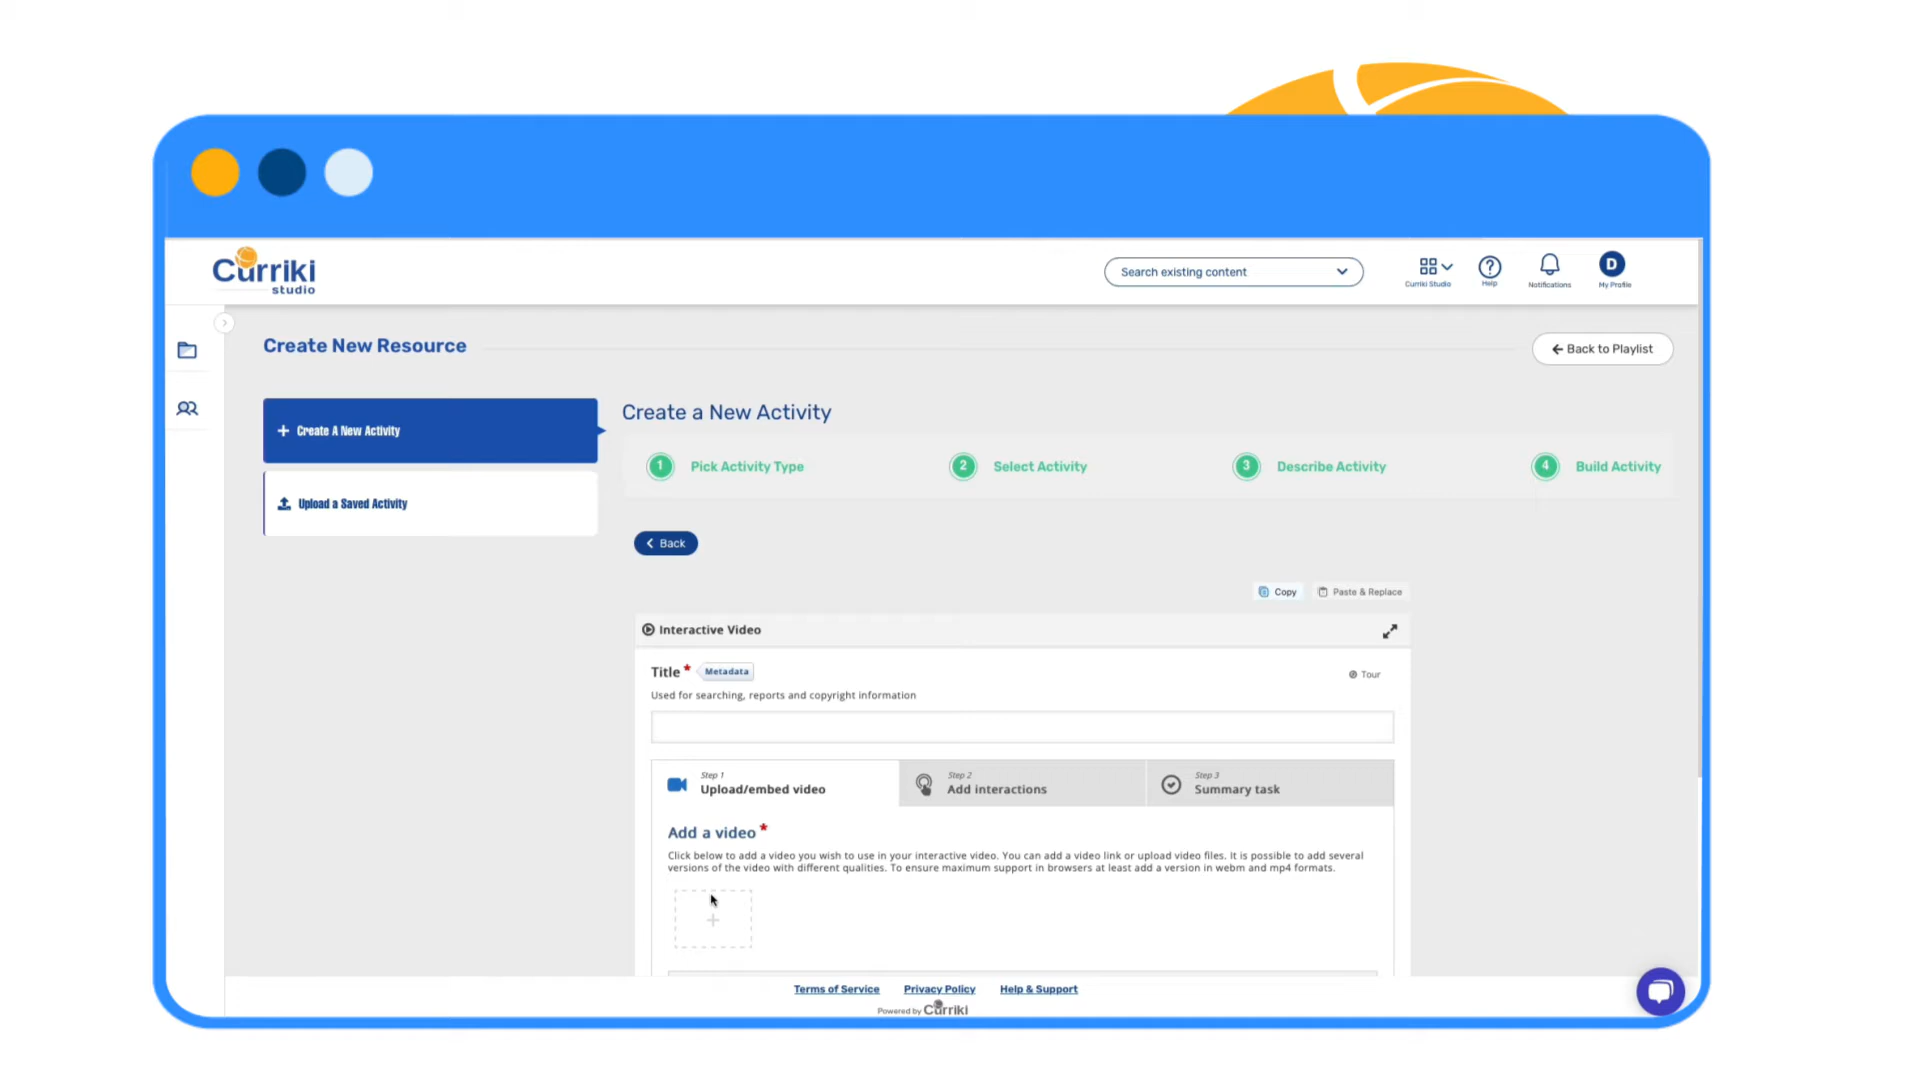 Curriki
studio
Search existing content
Curriki Studio
Help
Notifications
D
My Profile
Create New Resource
Back to Playlist
Create A New Activity
Upload a Saved Activity
Create a New Activity
1 Pick Activity Type
2 Select Activity
3 Describe Activity
4 Build Activity
Back
Copy
Paste & Replace
Interactive Video
Title * Metadata
Tour
Used for searching, reports and copyright information
Step 1
Upload/embed video
Step 2
Add interactions
Step 3
Summary task
Add a video *
Click below to add a video you wish to use in your interactive video. You can add a video link or upload video files. It is possible to add several
versions of the video with different qualities. To ensure maximum support in browsers at least add a version in webm and mp4 formats.
+
Terms of Service Privacy Policy Help & Support
Powered by Curriki